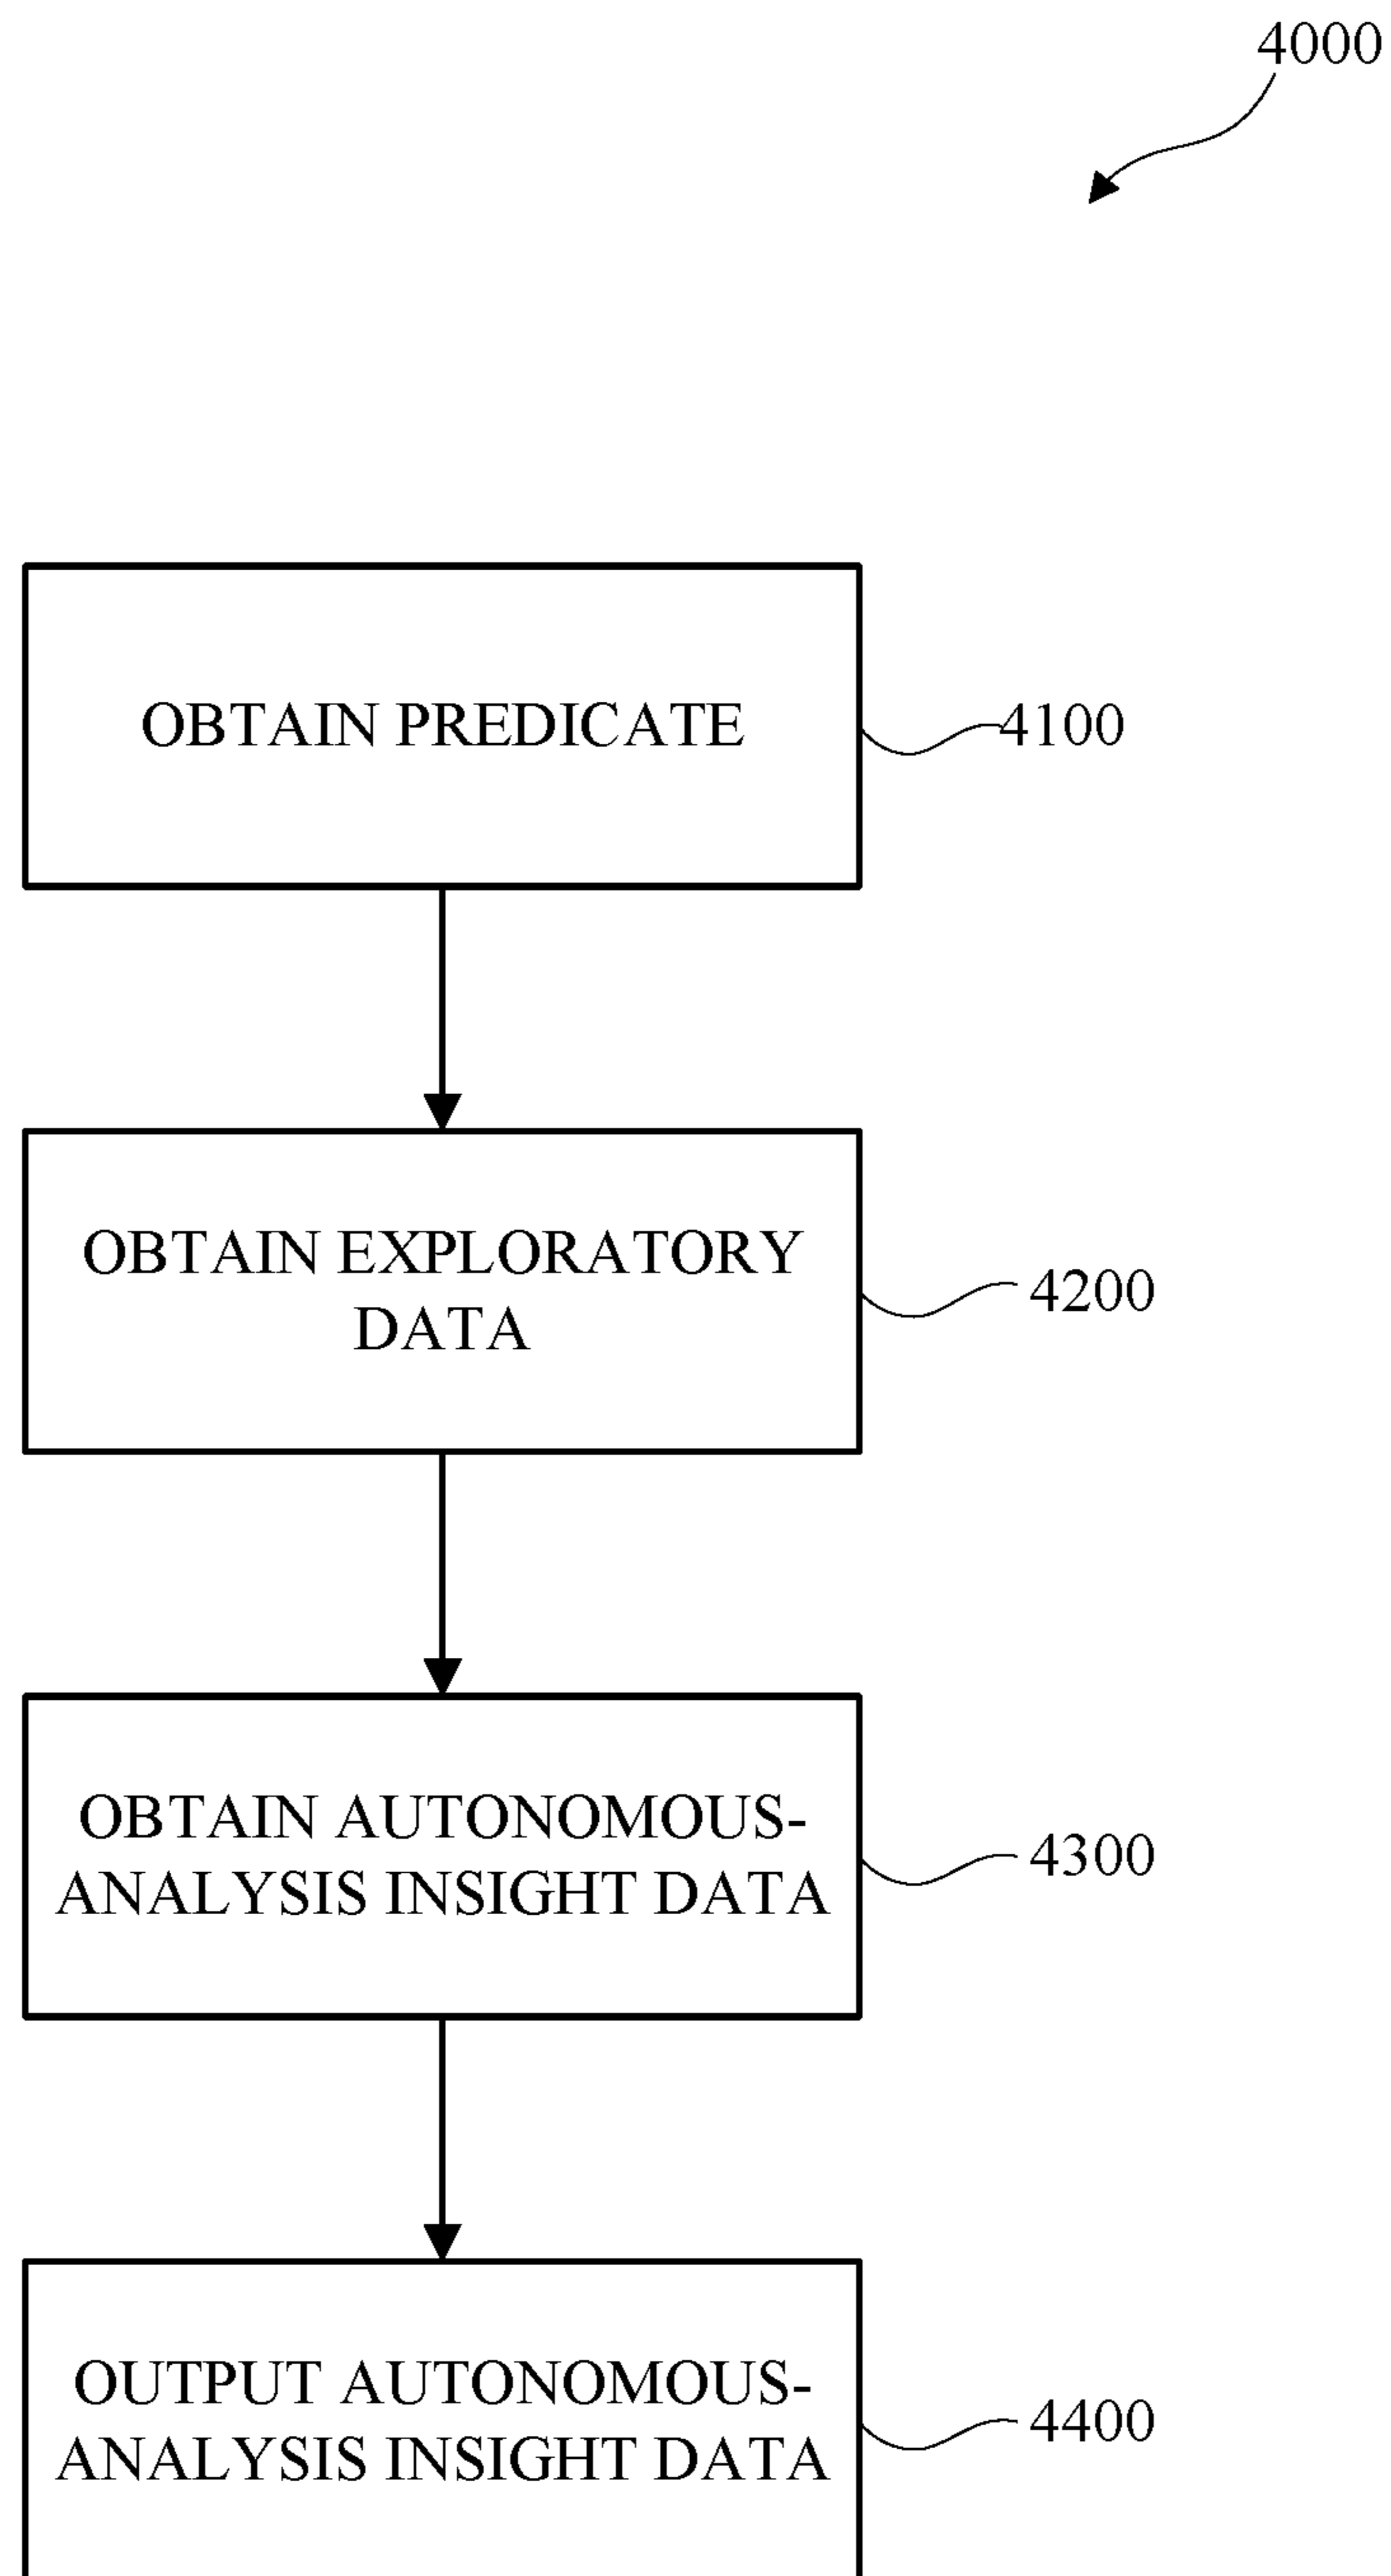 4000
OBTAIN PREDICATE
4100
OBTAIN EXPLORATORY
DATA
4200
OBTAIN AUTONOMOUS-
ANALYSIS INSIGHT DATA
4300
OUTPUT AUTONOMOUS-
ANALYSIS INSIGHT DATA
4400